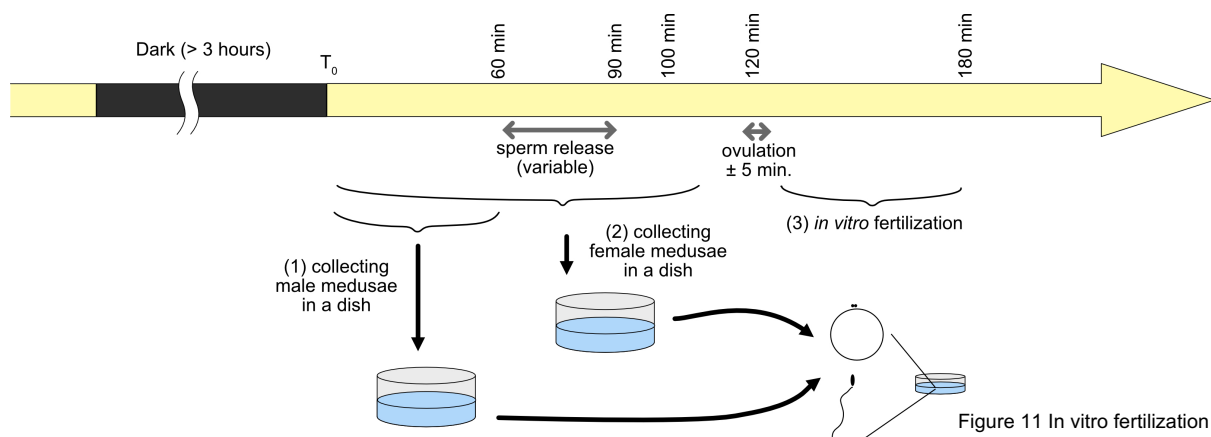 Dark (> 3 hours)
T0
60 min
90 min
100 min
120 min
180 min
sperm release
(variable)
ovulation
± 5 min.
(3) in vitro fertilization
(2) collecting
female medusae
in a dish
(1) collecting
male medusae
in a dish
Figure 11 In vitro fertilization